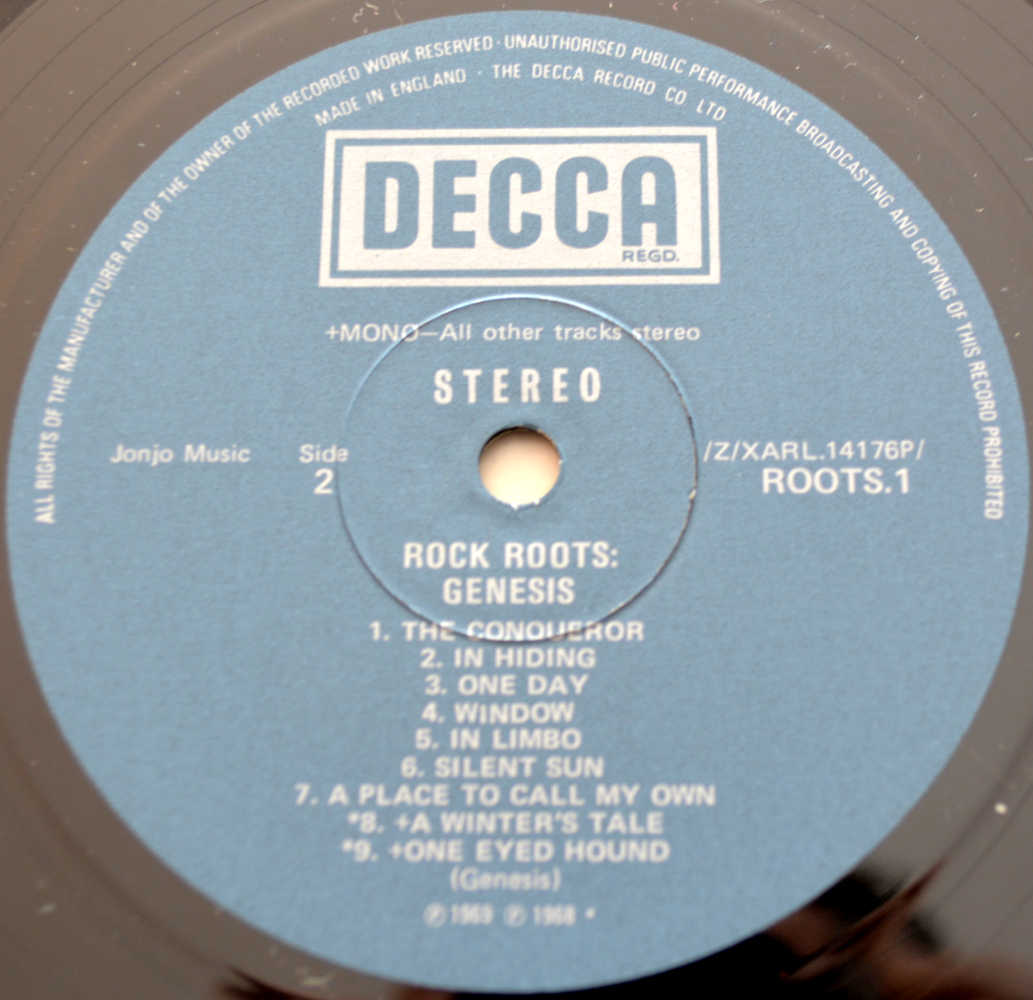 ALL RIGHTS OF THE MANUFACTURER AND OF THE OWNER OF THE RECORDED WORK RESERVED · UNAUTHORISED PUBLIC PERFORMANCE BROADCASTING AND COPYING OF THIS RECORD PROHIBITED
MADE IN ENGLAND · THE DECCA RECORD CO LTD
DECCA
REGD.
+MONO—All other tracks stereo
STEREO
Jonjo Music Side /Z/XARL.14176P/
2 ROOTS.1
ROCK ROOTS:
GENESIS
1. THE CONQUEROR
2. IN HIDING
3. ONE DAY
4. WINDOW
5. IN LIMBO
6. SILENT SUN
7. A PLACE TO CALL MY OWN
*8. +A WINTER'S TALE
*9. +ONE EYED HOUND
(Genesis)
℗ 1969 ℗ 1968 *